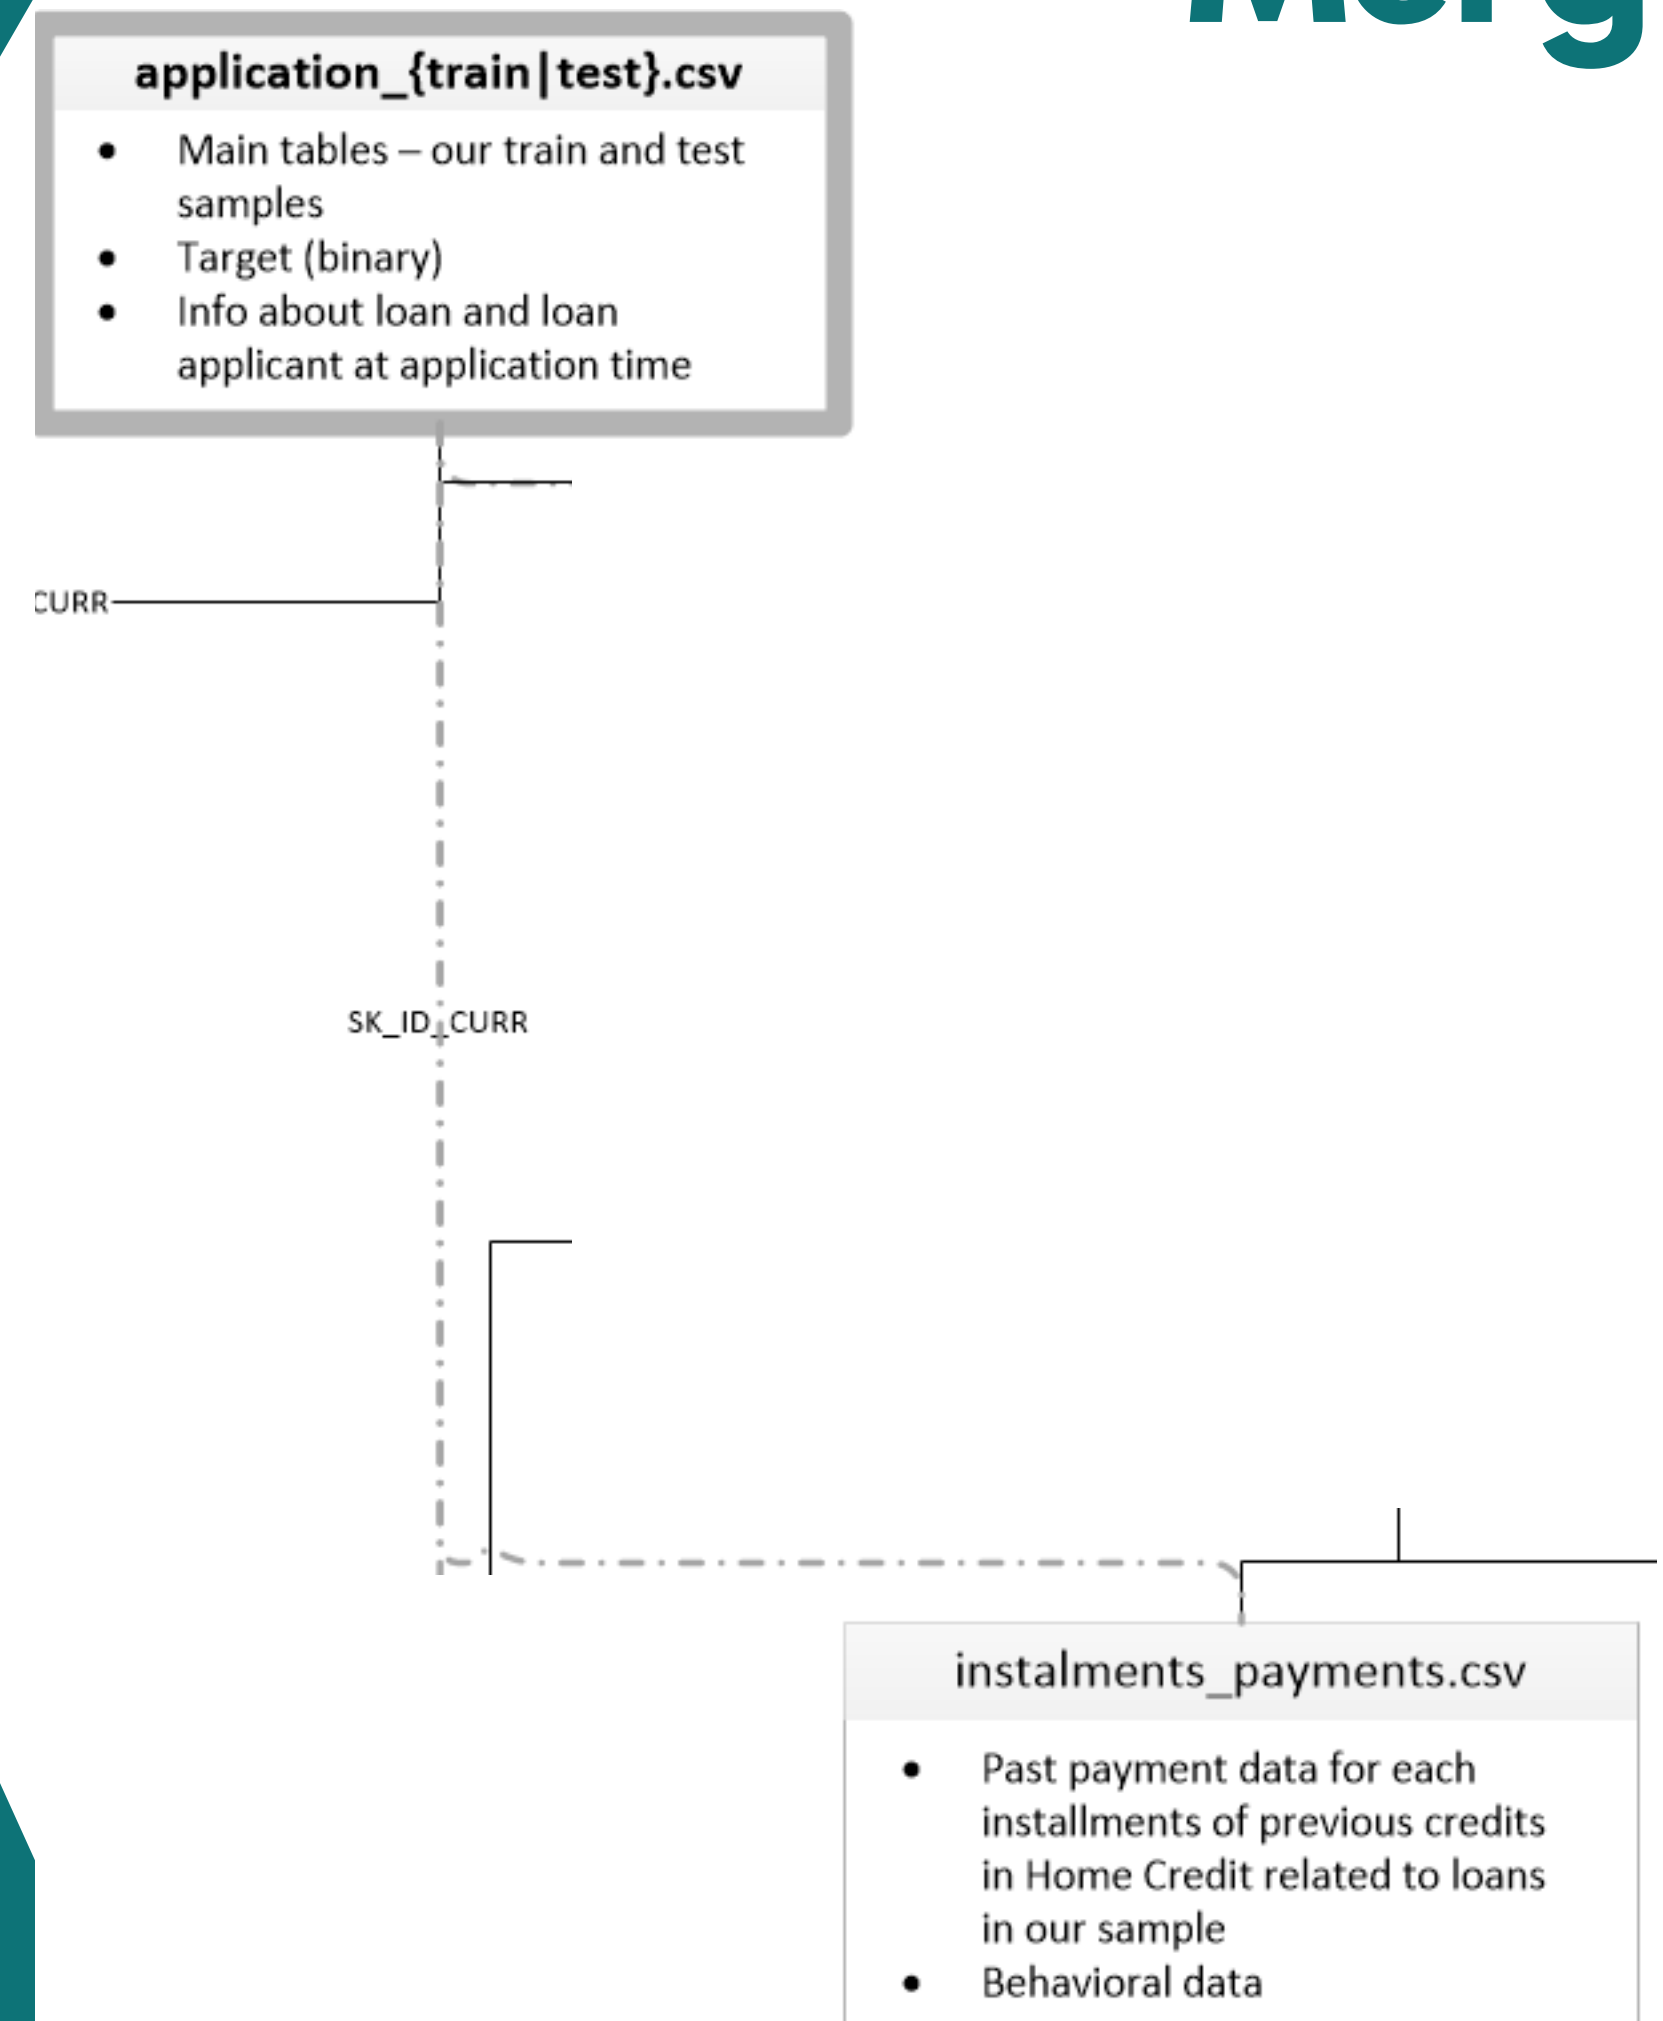 Merg
application_{train|test}.csv
• Main tables – our train and test
samples
• Target (binary)
• Info about loan and loan
applicant at application time
CURR
SK_ID_CURR
instalments_payments.csv
• Past payment data for each
installments of previous credits
in Home Credit related to loans
in our sample
• Behavioral data